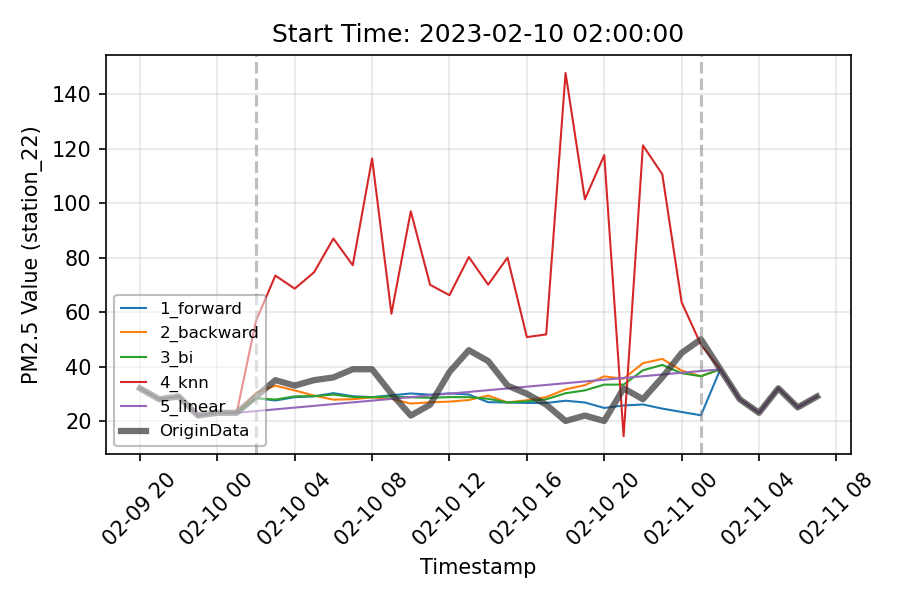 Start Time: 2023-02-10 02:00:00
PM2.5 Value (station_22)
140
120
100
80
60
40
20
1_forward
2_backward
3_bi
4_knn
5_linear
OriginData
02-09 20
02-10 00
02-10 04
02-10 08
02-10 12
02-10 16
02-10 20
02-11 00
02-11 04
02-11 08
Timestamp